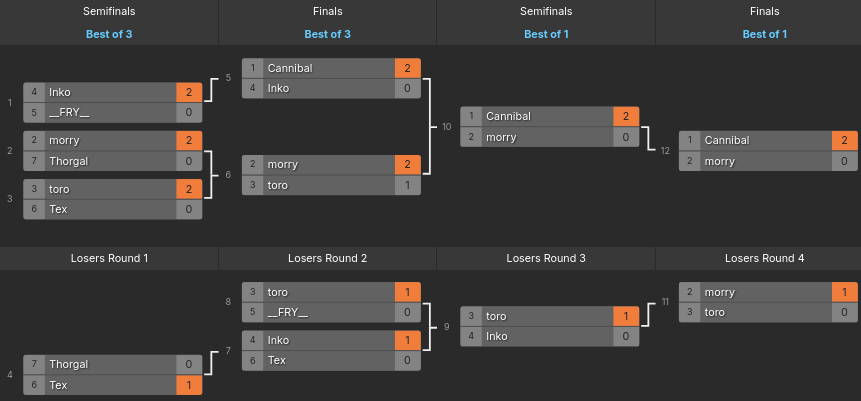 Semifinals Finals Semifinals Finals
Best of 3 Best of 3 Best of 1 Best of 1
1
4 Inko 2
5 __FRY__ 0
2
2 morry 2
7 Thorgal 0
3
3 toro 2
6 Tex 0
5
1 Cannibal 2
4 Inko 0
6
2 morry 2
3 toro 1
10
1 Cannibal 2
2 morry 0
12
1 Cannibal 2
2 morry 0
Losers Round 1 Losers Round 2 Losers Round 3 Losers Round 4
4
7 Thorgal 0
6 Tex 1
8
3 toro 1
5 __FRY__ 0
7
4 Inko 1
6 Tex 0
9
3 toro 1
4 Inko 0
11
2 morry 1
3 toro 0